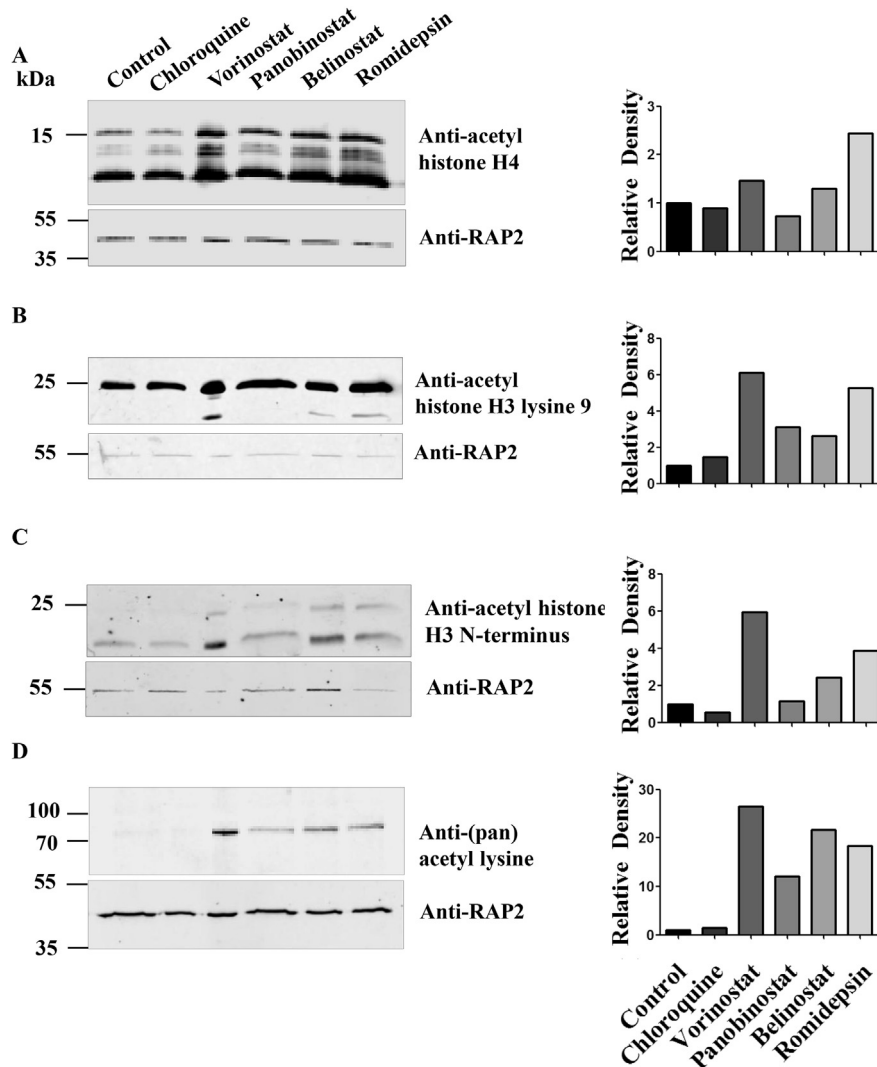 A
kDa
Control
Chloroquine
Vorinostat
Panobinostat
Belinostat
Romidepsin
15
Anti-acetyl
histone H4
55
35
Anti-RAP2
Relative Density
3
2
1
0
B
25
Anti-acetyl
histone H3 lysine 9
55
Anti-RAP2
Relative Density
8
6
4
2
0
C
25
Anti-acetyl histone
H3 N-terminus
55
Anti-RAP2
Relative Density
8
6
4
2
0
D
100
70
Anti-(pan)
acetyl lysine
55
35
Anti-RAP2
Relative Density
30
20
10
0
Control
Chloroquine
Vorinostat
Panobinostat
Belinostat
Romidepsin